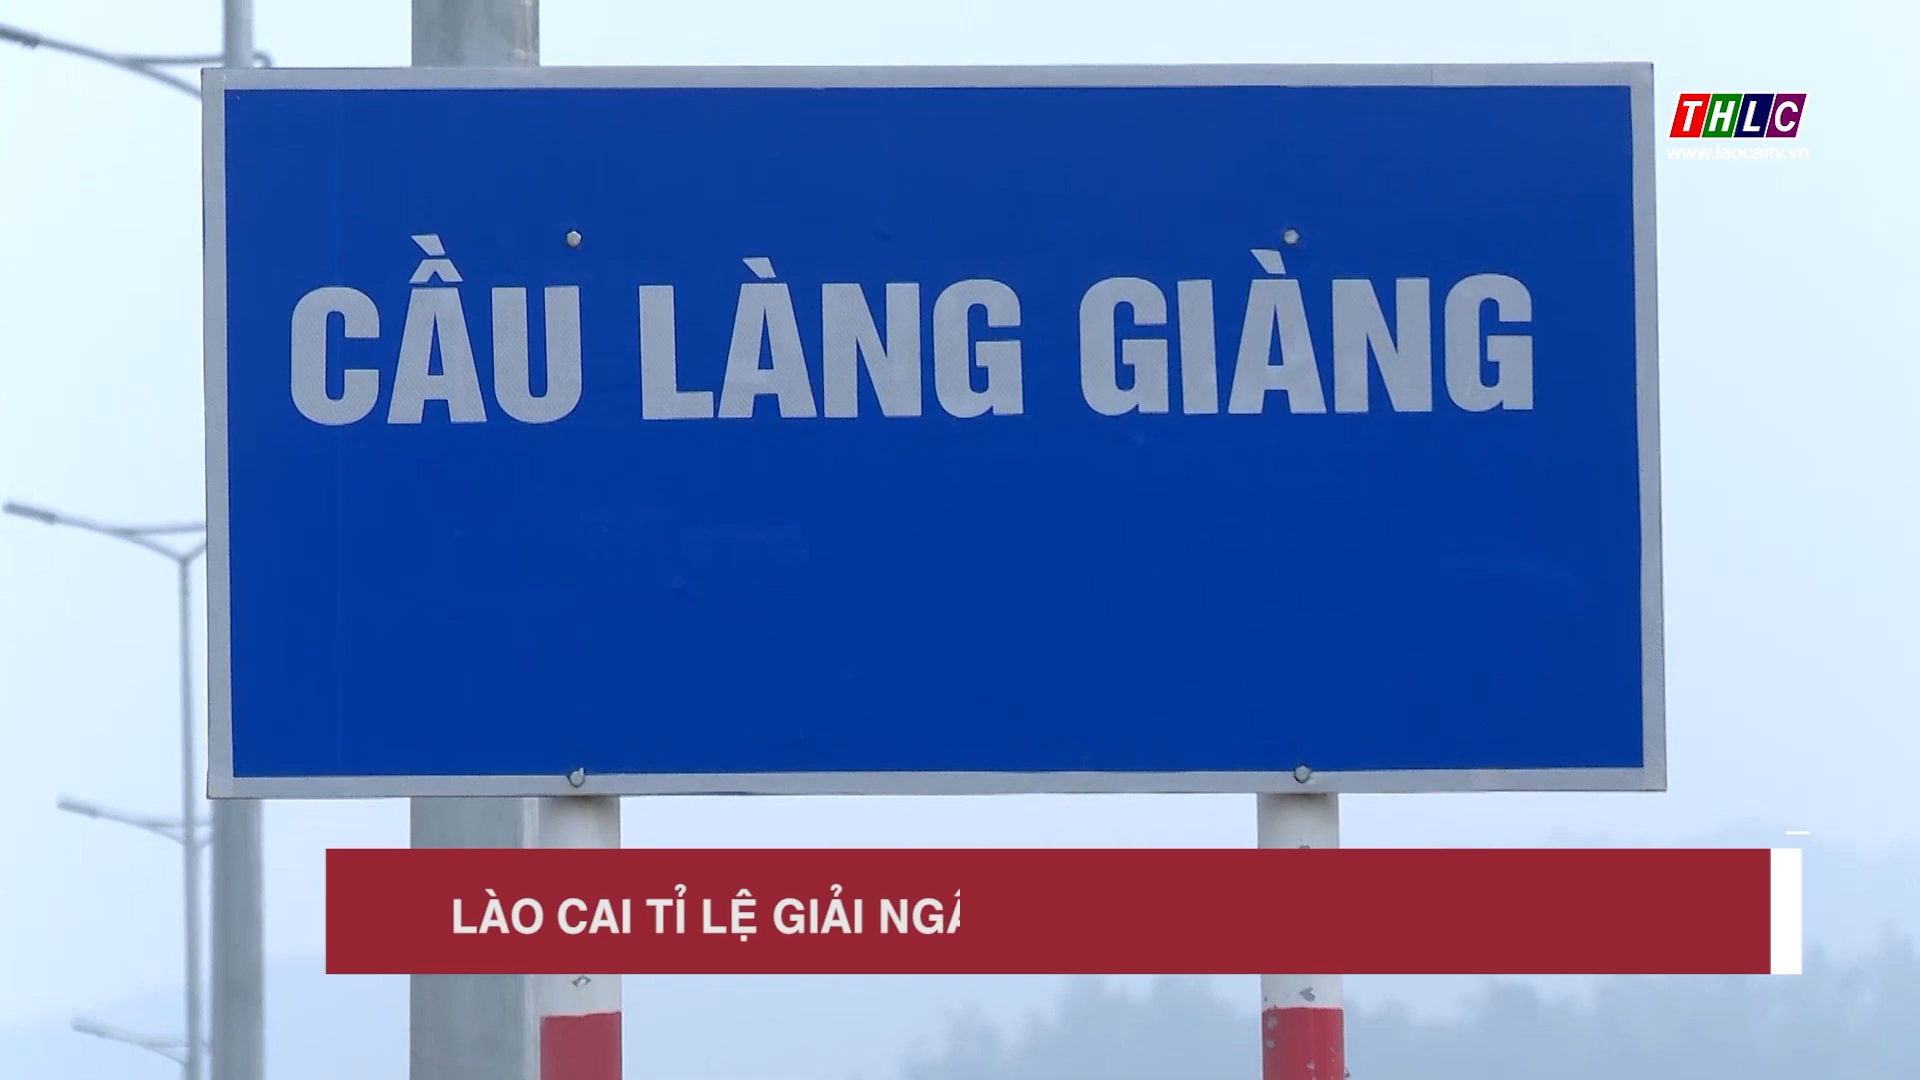 THLC
www.laocaitv.vn
CẦU LÀNG GIÀNG
LÀO CAI TỈ LỆ GIẢI